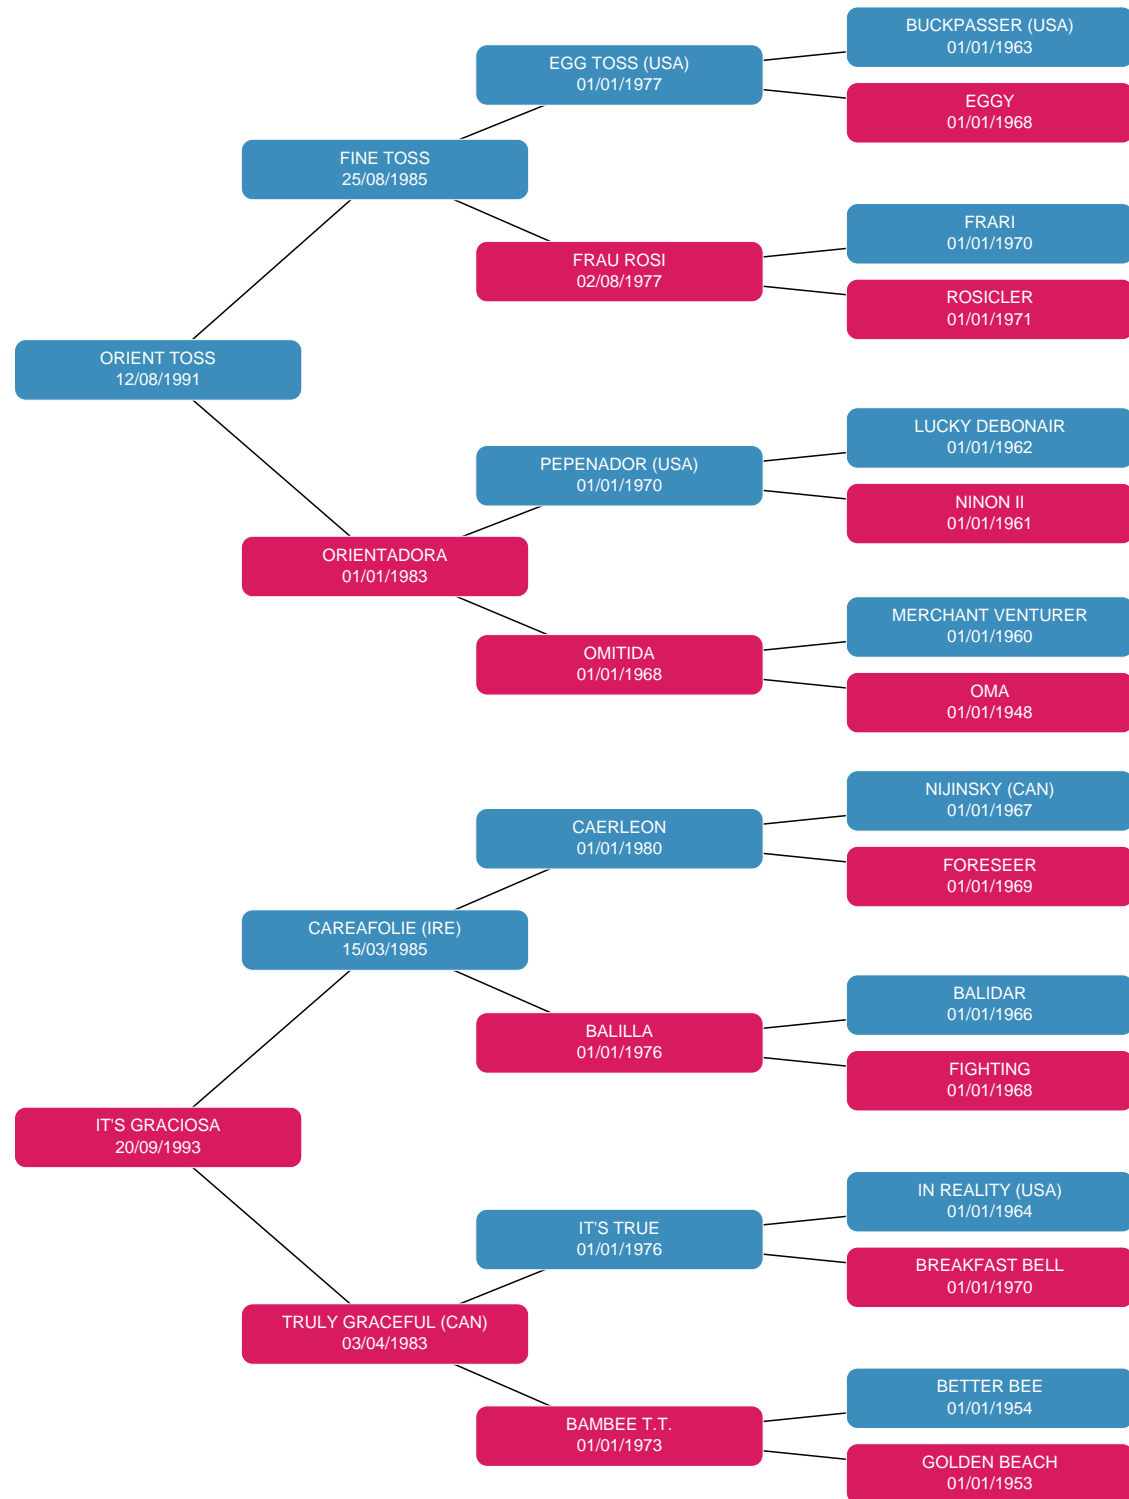 BUCKPASSER (USA)
01/01/1963
EGG TOSS (USA)
01/01/1977
EGGY
01/01/1968
FINE TOSS
25/08/1985
FRARI
01/01/1970
FRAU ROSI
02/08/1977
ROSICLER
01/01/1971
ORIENT TOSS
12/08/1991
LUCKY DEBONAIR
01/01/1962
PEPENADOR (USA)
01/01/1970
NINON II
01/01/1961
ORIENTADORA
01/01/1983
MERCHANT VENTURER
01/01/1960
OMITIDA
01/01/1968
OMA
01/01/1948
NIJINSKY (CAN)
01/01/1967
CAERLEON
01/01/1980
FORESEER
01/01/1969
CAREAFOLIE (IRE)
15/03/1985
BALIDAR
01/01/1966
BALILLA
01/01/1976
FIGHTING
01/01/1968
IT'S GRACIOSA
20/09/1993
IN REALITY (USA)
01/01/1964
IT'S TRUE
01/01/1976
BREAKFAST BELL
01/01/1970
TRULY GRACEFUL (CAN)
03/04/1983
BETTER BEE
01/01/1954
BAMBEE T.T.
01/01/1973
GOLDEN BEACH
01/01/1953